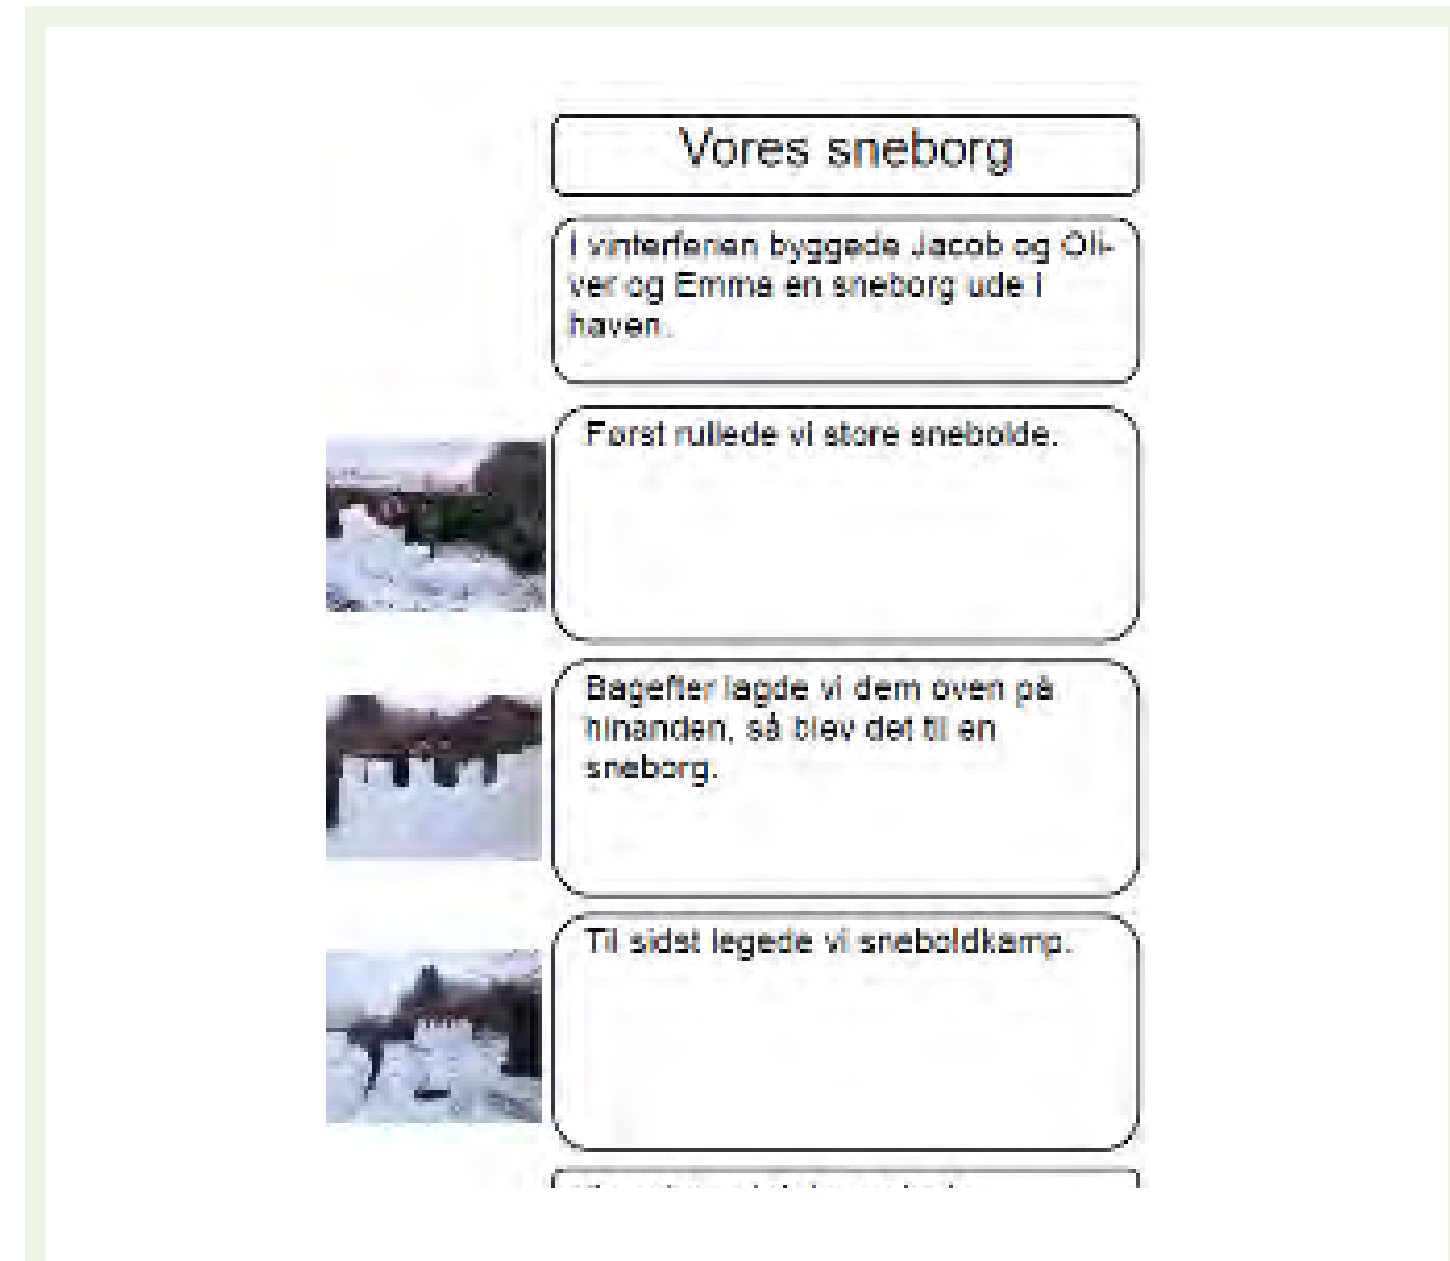 Vores sneborg
I vinterferien byggede Jacob og Oli-
ver og Emma en sneborg ude i
haven.
Først rullede vi store snebolde.
Bagefter lagde vi dem oven på
hinanden, så blev det til en
sneborg.
Til sidst legede vi sneboldkamp.